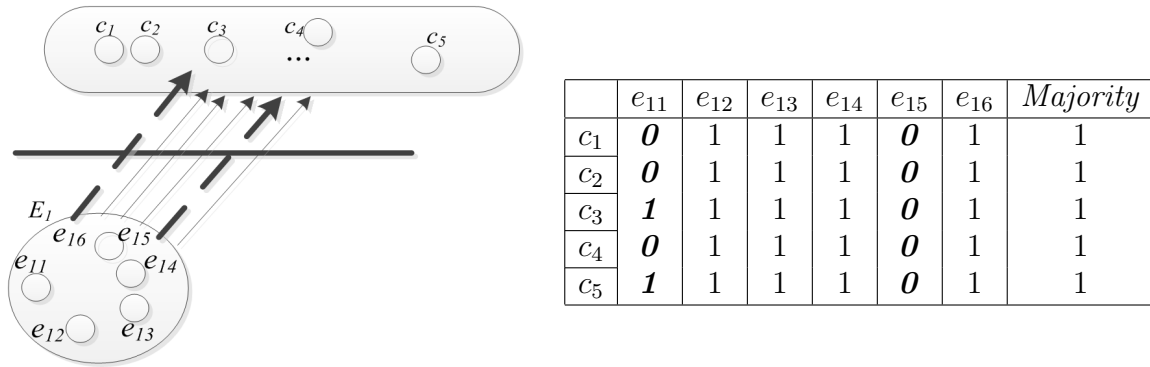 c1 c2 c3 c4 c5
...
E1
e16 e15
e11 e14
e12 e13
e11 e12 e13 e14 e15 e16 Majority
c1 0 1 1 1 0 1 1
c2 0 1 1 1 0 1 1
c3 1 1 1 1 0 1 1
c4 0 1 1 1 0 1 1
c5 1 1 1 1 0 1 1